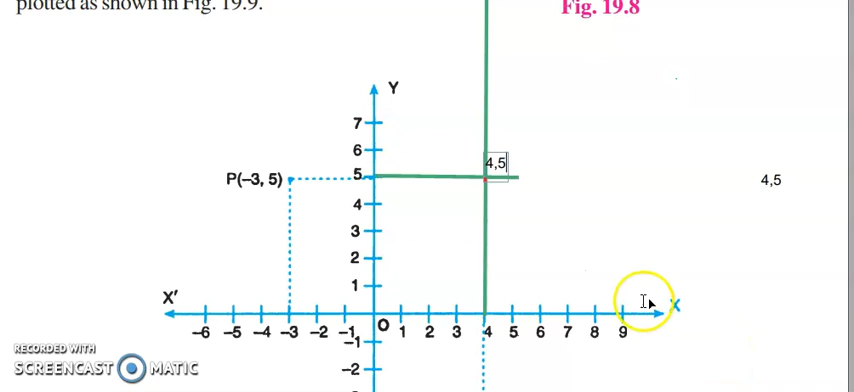 plotted as shown in Fig. 19.9.
Fig. 19.8
Y
7
6
4,5
P(–3, 5)
5
4,5
4
3
2
1
X'
X
–6 –5 –4 –3 –2 –1 O 1 2 3 4 5 6 7 8 9
–1
–2
RECORDED WITH
SCREENCAST MATIC